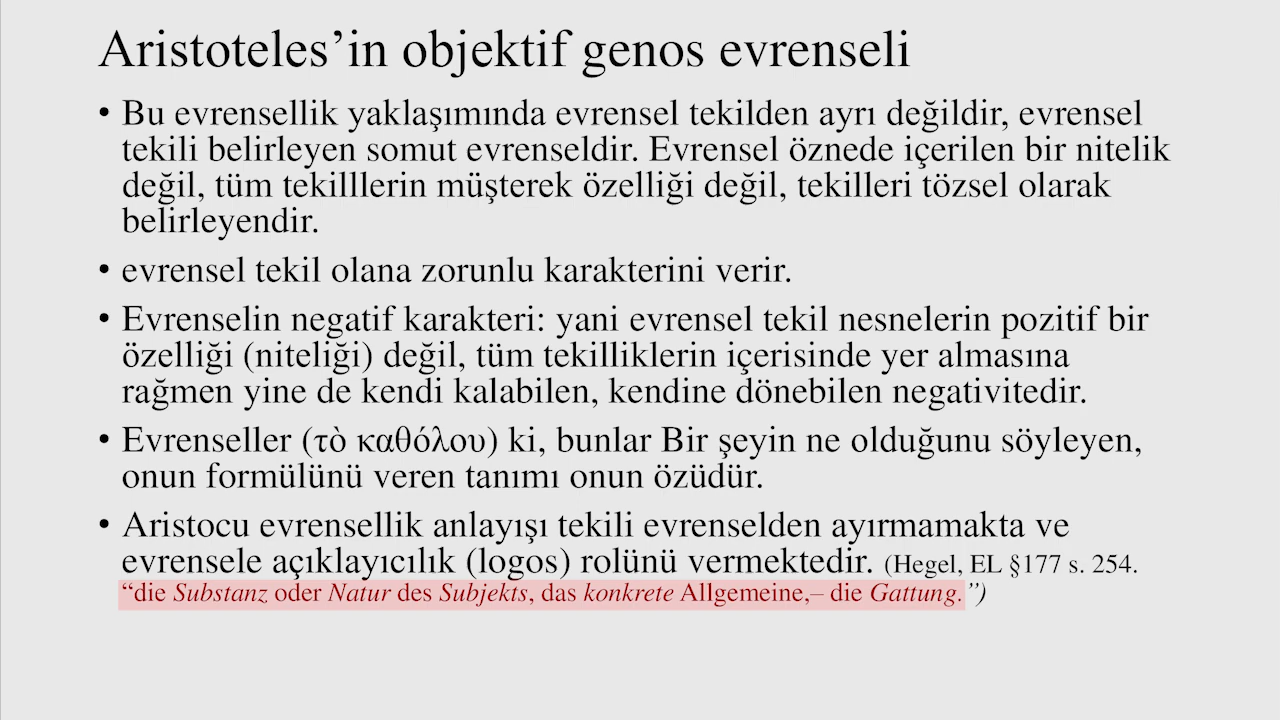 Aristoteles’in objektif genos evrenseli
• Bu evrensellik yaklaşımında evrensel tekilden ayrı değildir, evrensel
tekili belirleyen somut evrenseldir. Evrensel öznede içerilen bir nitelik
değil, tüm tekilllerin müşterek özelliği değil, tekilleri tözsel olarak
belirleyendir.
• evrensel tekil olana zorunlu karakterini verir.
• Evrenselin negatif karakteri: yani evrensel tekil nesnelerin pozitif bir
özelliği (niteliği) değil, tüm tekilliklerin içerisinde yer almasına
rağmen yine de kendi kalabilen, kendine dönebilen negativitedir.
• Evrenseller (τὸ καθόλου) ki, bunlar Bir şeyin ne olduğunu söyleyen,
onun formülünü veren tanımı onun özüdür.
• Aristocu evrensellik anlayışı tekili evrenselden ayırmamakta ve
evrensele açıklayıcılık (logos) rolünü vermektedir. (Hegel, EL §177 s. 254.
“die Substanz oder Natur des Subjekts, das konkrete Allgemeine,– die Gattung.”)